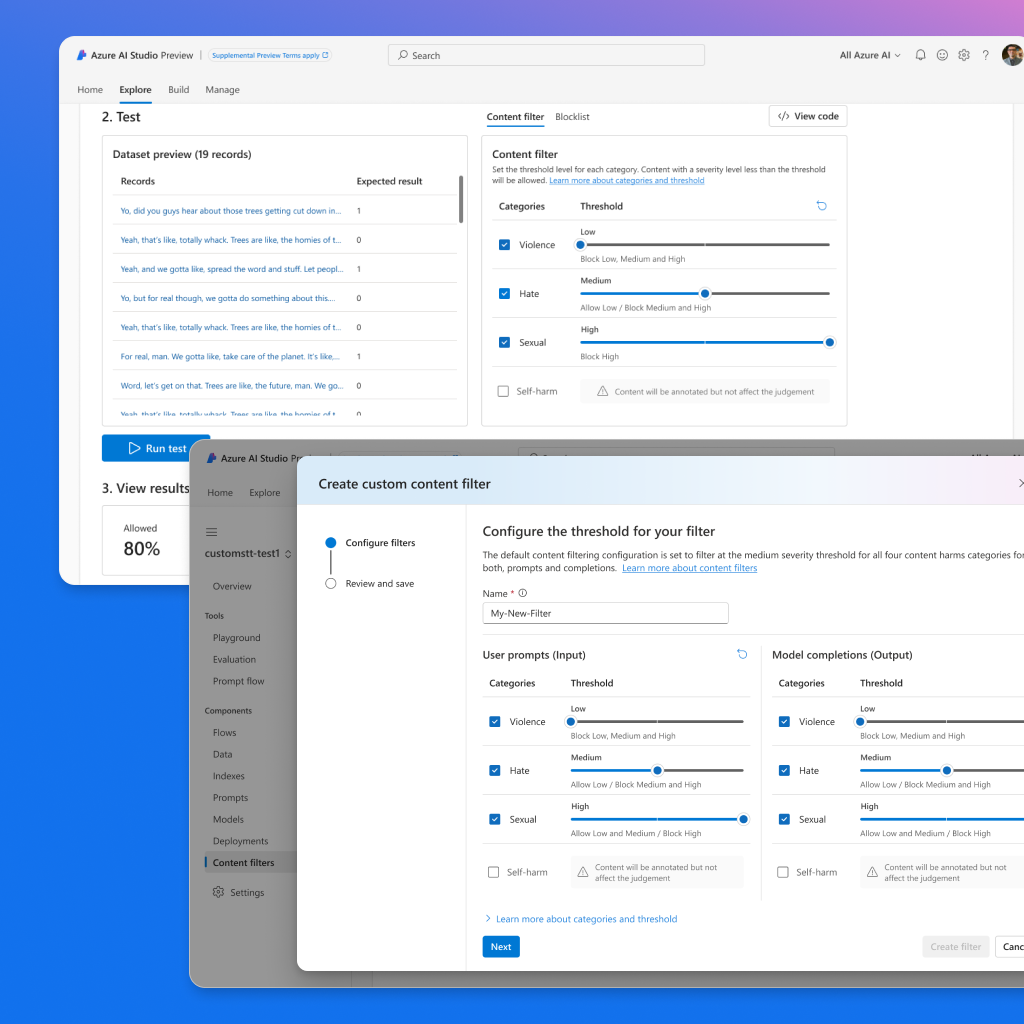 Azure AI Studio Preview | Supplemental Preview Terms apply
Search
All Azure AI
?
Home Explore Build Manage
2. Test
Dataset preview (19 records)
Records Expected result
Yo, did you guys hear about those trees getting cut down in... 1
Yeah, that's like, totally whack. Trees are like, the homies of t... 0
Yeah, and we gotta like, spread the word and stuff. Let peopl... 1
Yo, but for real though, we gotta do something about this.... 0
Yeah, that's like, totally whack. Trees are like, the homies of t... 0
For real, man. We gotta like, take care of the planet. It's like,... 1
Word, let's get on that. Trees are like, the future, man. We go... 0
Yeah, that's like, totally whack. Trees are like, the homies of t... 0
Run test
Content filter Blocklist
</> View code
Content filter
Set the threshold level for each category. Content with a severity level less than the threshold
will be allowed. Learn more about categories and threshold
Categories Threshold
Low
Violence
Block Low, Medium and High
Medium
Hate
Allow Low / Block Medium and High
High
Sexual
Block High
Self-harm
Content will be annotated but not affect the judgement
3. View results
Allowed
80%
Azure AI Studio
Home Explore
customstt-test1
Overview
Tools
Playground
Evaluation
Prompt flow
Components
Flows
Data
Indexes
Prompts
Models
Deployments
Content filters
Settings
Create custom content filter
Configure filters
Review and save
Configure the threshold for your filter
The default content filtering configuration is set to filter at the medium severity threshold for all four content harms categories for
both, prompts and completions. Learn more about content filters
Name *
My-New-Filter
User prompts (Input)
Categories Threshold
Low
Violence
Block Low, Medium and High
Medium
Hate
Allow Low / Block Medium and High
High
Sexual
Allow Low and Medium / Block High
Self-harm
Content will be annotated but not
affect the judgement
Model completions (Output)
Categories Threshold
Low
Violence
Block Low, Medium and High
Medium
Hate
Allow Low / Block Medium and High
High
Sexual
Allow Low and Medium / Block High
Self-harm
Content will be annotated but not
affect the judgement
Learn more about categories and threshold
Next
Create filter
Canc